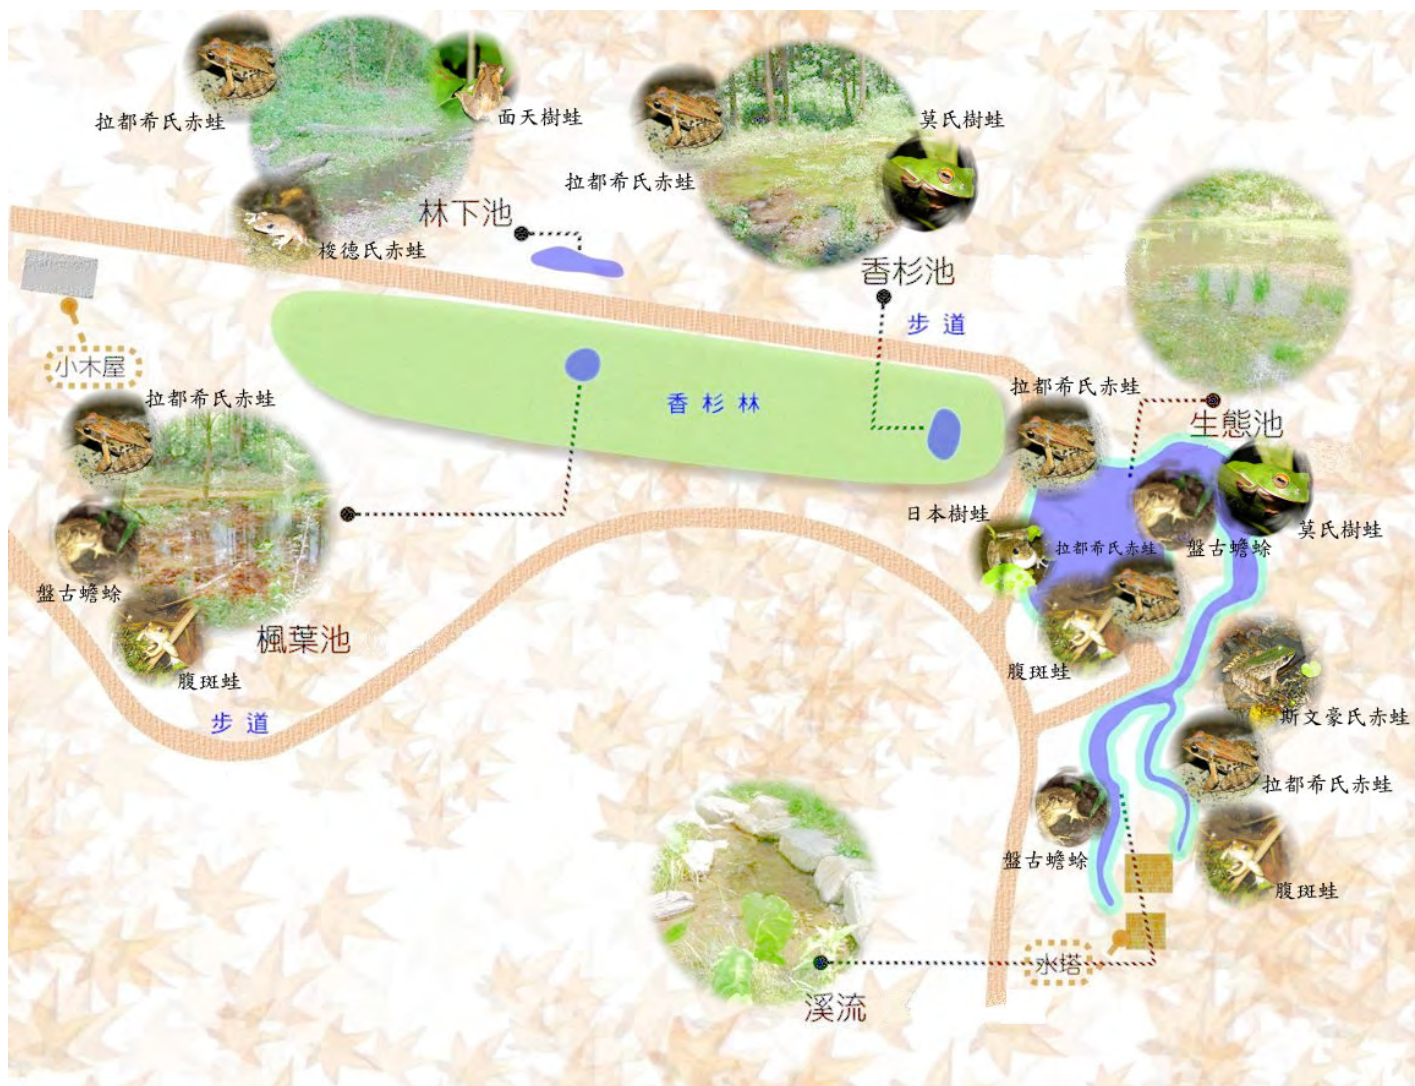 拉都希氏赤蛙
面天樹蛙
梭德氏赤蛙
林下池
拉都希氏赤蛙
莫氏樹蛙
香杉池
步道
小木屋
香杉林
拉都希氏赤蛙
盤古蟾蜍
腹斑蛙
楓葉池
步道
拉都希氏赤蛙
生態池
日本樹蛙
拉都希氏赤蛙
盤古蟾蜍
莫氏樹蛙
腹斑蛙
斯文豪氏赤蛙
拉都希氏赤蛙
盤古蟾蜍
腹斑蛙
水塔
溪流